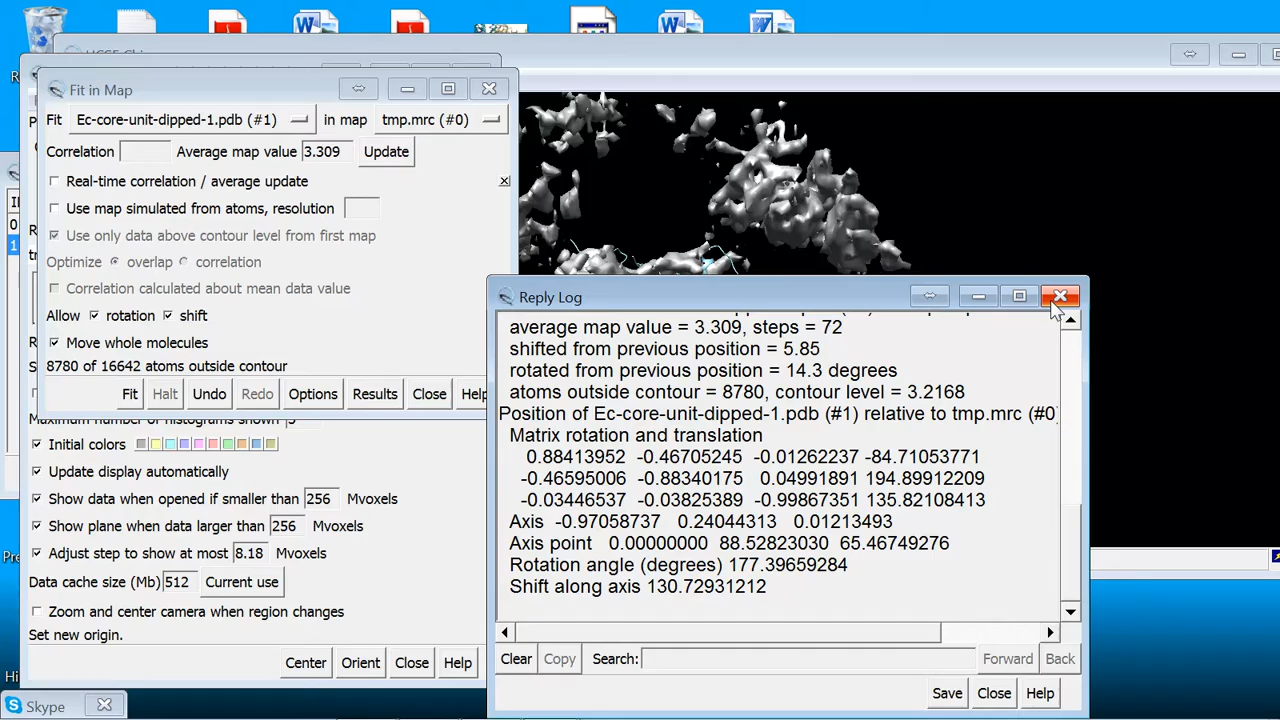 Fit in Map
Fit Ec-core-unit-dipped-1.pdb (#1) in map tmp.mrc (#0)
Correlation Average map value 3.309 Update
Real-time correlation / average update
Use map simulated from atoms, resolution
Use only data above contour level from first map
Optimize overlap correlation
Correlation calculated about mean data value
Allow rotation shift
Move whole molecules
8780 of 16642 atoms outside contour
Fit Halt Undo Redo Options Results Close Help
Initial colors
Update display automatically
Show data when opened if smaller than 256 Mvoxels
Show plane when data larger than 256 Mvoxels
Adjust step to show at most 8.18 Mvoxels
Data cache size (Mb) 512 Current use
Zoom and center camera when region changes
Set new origin.
Center Orient Close Help
Skype
0
1
Reply Log
average map value = 3.309, steps = 72
shifted from previous position = 5.85
rotated from previous position = 14.3 degrees
atoms outside contour = 8780, contour level = 3.2168
Position of Ec-core-unit-dipped-1.pdb (#1) relative to tmp.mrc (#0)
Matrix rotation and translation
0.88413952 -0.46705245 -0.01262237 -84.71053771
-0.46595006 -0.88340175 0.04991891 194.89912209
-0.03446537 -0.03825389 -0.99867351 135.82108413
Axis -0.97058737 0.24044313 0.01213493
Axis point 0.00000000 88.52823030 65.46749276
Rotation angle (degrees) 177.39659284
Shift along axis 130.72931212
Clear Copy Search: Forward Back
Save Close Help